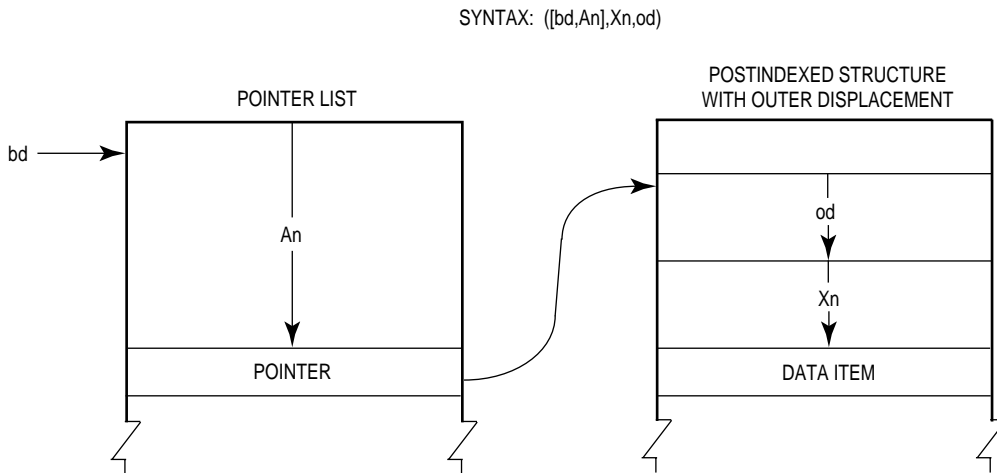 SYNTAX: ([bd,An],Xn,od)
POINTER LIST
bd
An
POINTER
POSTINDEXED STRUCTURE
WITH OUTER DISPLACEMENT
od
Xn
DATA ITEM